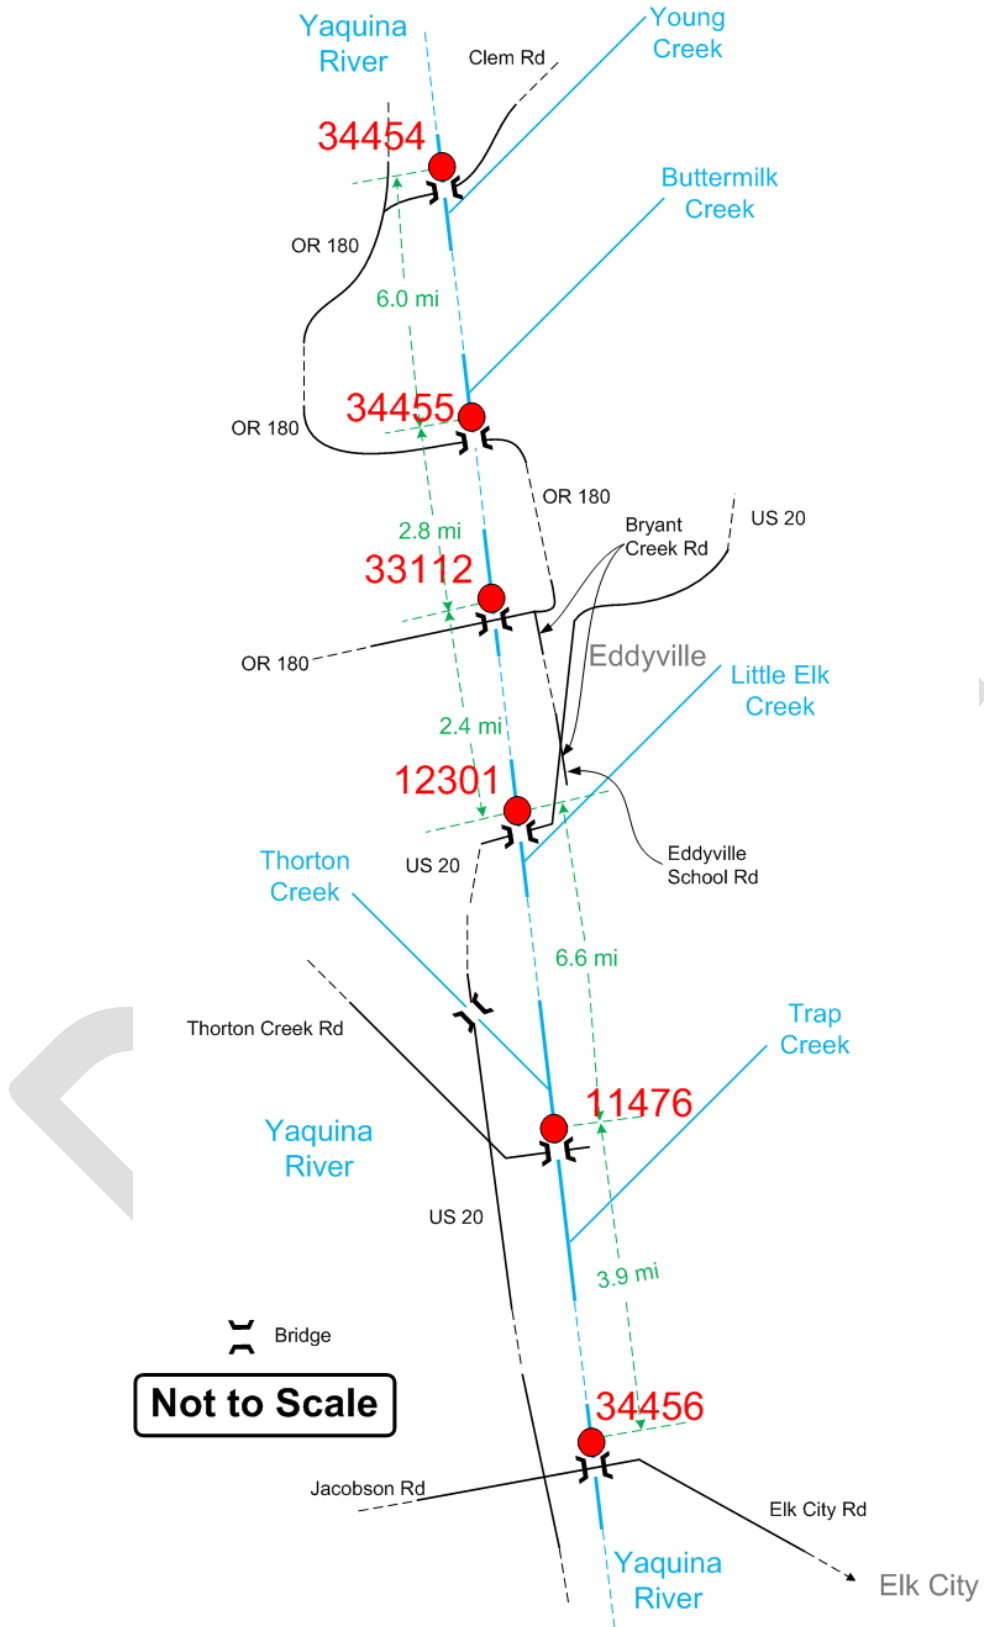 Yaquina
River
Young
Creek
Clem Rd
34454
Buttermilk
Creek
OR 180
6.0 mi
34455
OR 180
OR 180
US 20
Bryant
Creek Rd
2.8 mi
33112
Eddyville
OR 180
Little Elk
Creek
2.4 mi
12301
Eddyville
School Rd
US 20
Thorton
Creek
6.6 mi
Trap
Creek
Thorton Creek Rd
11476
Yaquina
River
US 20
3.9 mi
Bridge
Not to Scale
34456
Jacobson Rd
Elk City Rd
Yaquina
River
Elk City